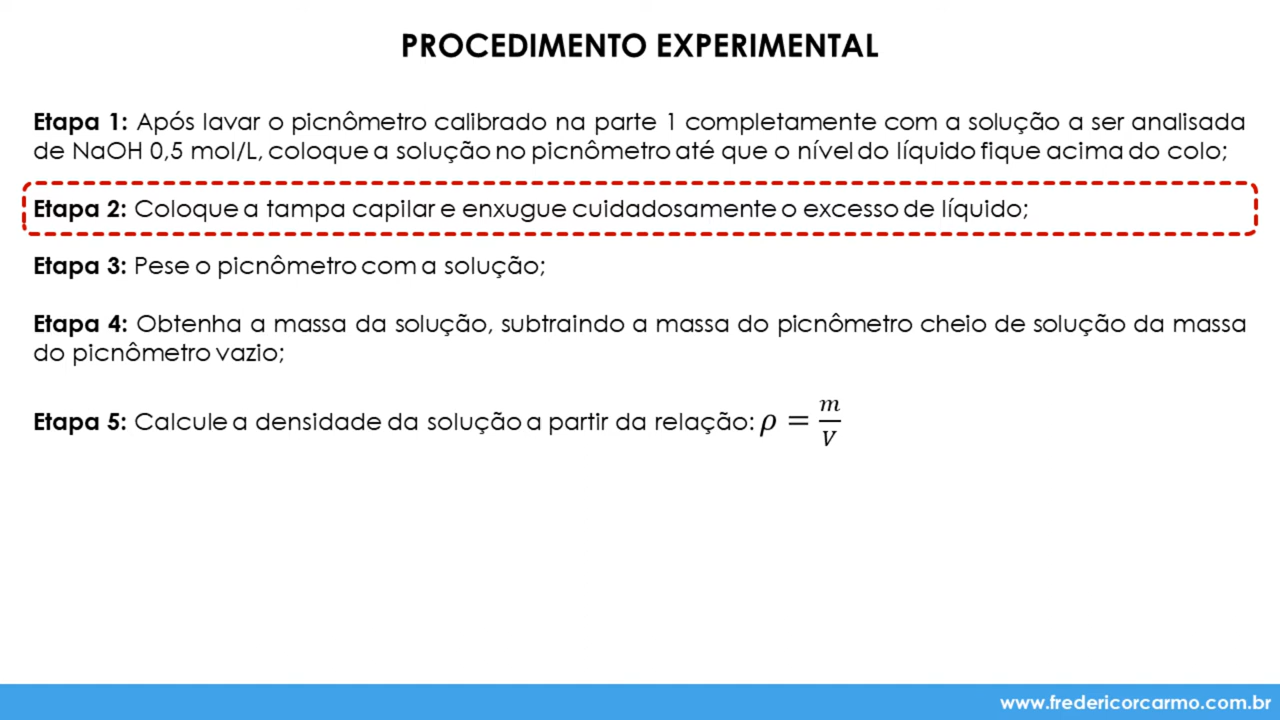 PROCEDIMENTO EXPERIMENTAL
Etapa 1: Após lavar o picnômetro calibrado na parte 1 completamente com a solução a ser analisada
de NaOH 0,5 mol/L, coloque a solução no picnômetro até que o nível do líquido fique acima do colo;
Etapa 2: Coloque a tampa capilar e enxugue cuidadosamente o excesso de líquido;
Etapa 3: Pese o picnômetro com a solução;
Etapa 4: Obtenha a massa da solução, subtraindo a massa do picnômetro cheio de solução da massa
do picnômetro vazio;
Etapa 5: Calcule a densidade da solução a partir da relação: ρ = m/V
www.fredericorcarmo.com.br